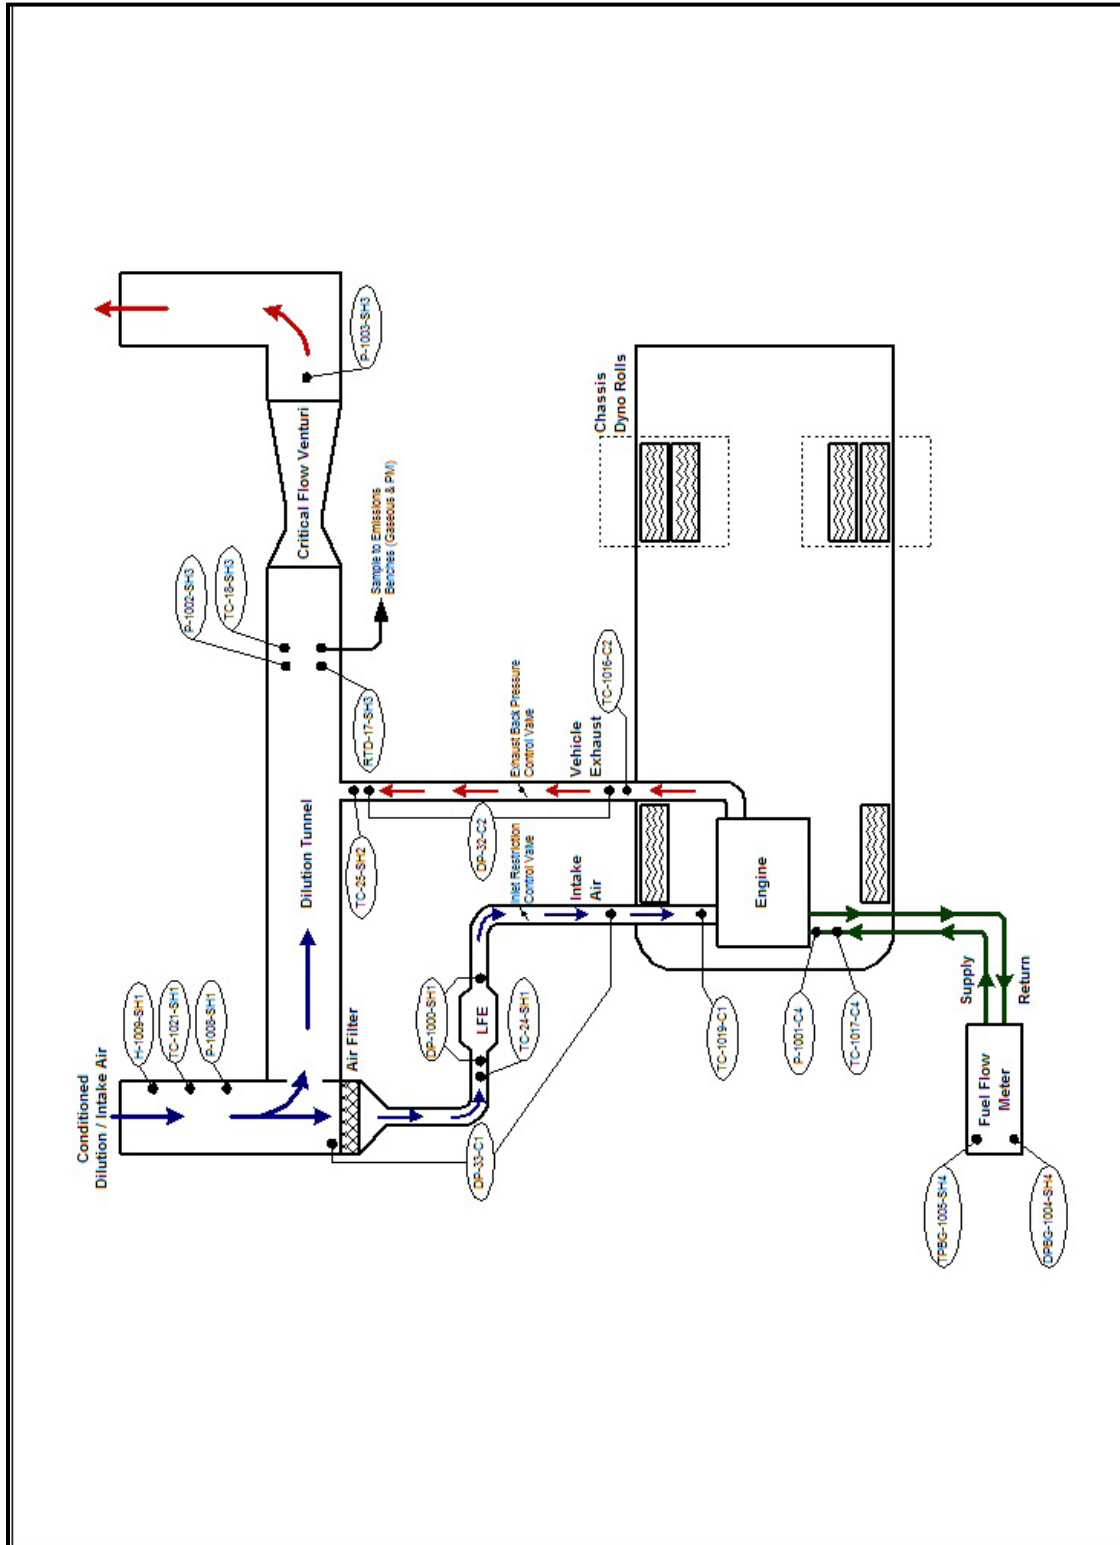 Conditioned
Dilution / Intake Air
H-1009-SH1
TC-1021-SH1
P-1008-SH1
Air Filter
Dilution Tunnel
P-1002-SH3
TC-18-SH3
RTD-17-SH3
Critical Flow Venturi
P-1003-SH3
Sample to Emissions
Benches (Gaseous & PM)
TC-25-SH2
DP-32-C2
Exhaust Back Pressure
Control Valve
Vehicle
Exhaust
TC-1016-C2
DP-33-C1
DP-1000-SH1
LFE
TC-24-SH1
Inlet Restriction
Control Valve
Intake
Air
TC-1019-C1
Engine
Chassis
Dyno Rolls
P-1001-C4
TC-1017-C4
Supply
Return
Fuel Flow
Meter
TPBG-1005-SH4
DPBG-1004-SH4